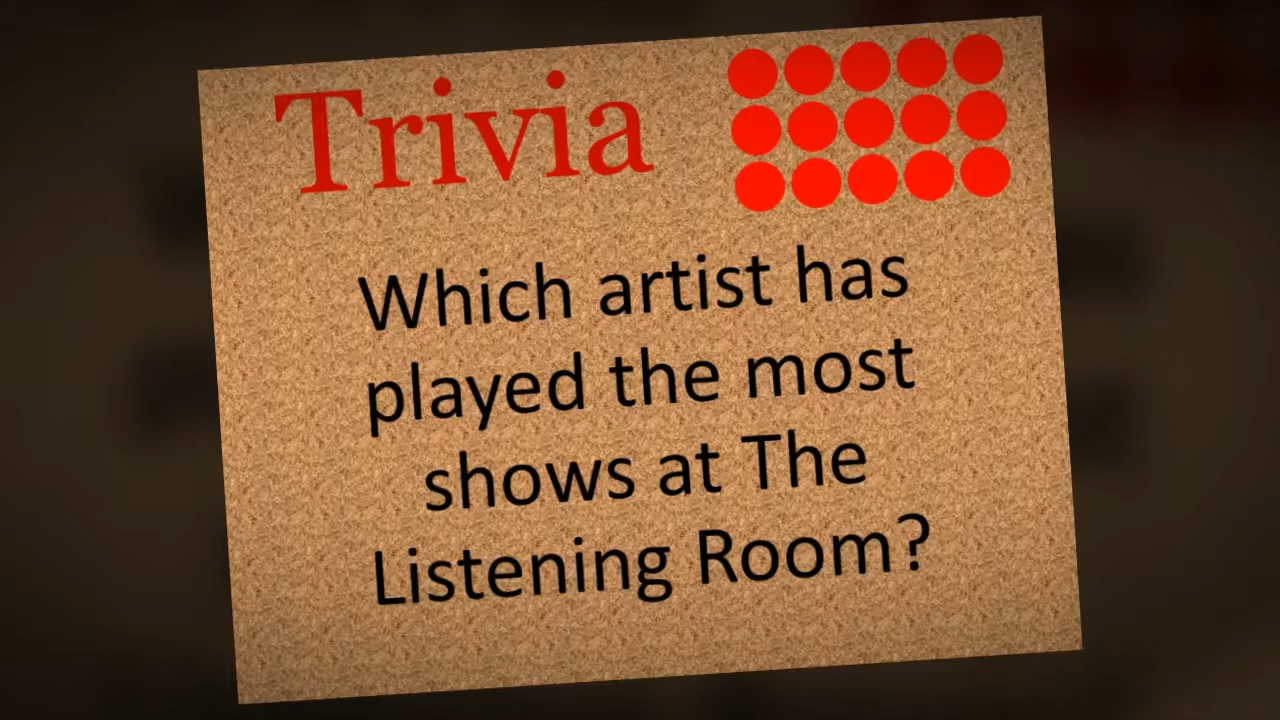 Trivia
Which artist has
played the most
shows at The
Listening Room?